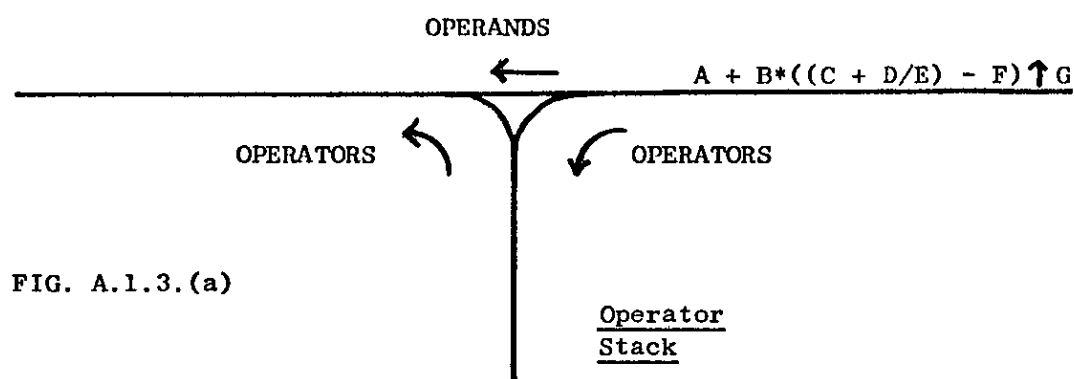 OPERANDS
A + B*((C + D/E) - F)↑G
OPERATORS
OPERATORS
FIG. A.1.3.(a)
Operator
Stack